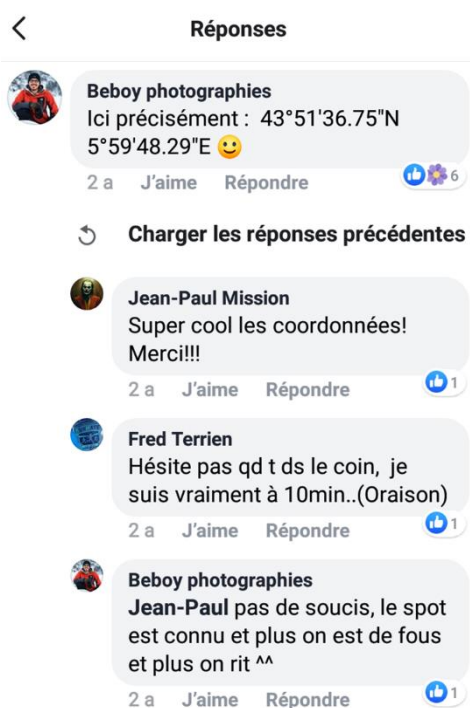 Réponses
Beboy photographies
Ici précisément : 43°51'36.75"N
5°59'48.29"E
2 a J'aime Répondre 6
Charger les réponses précédentes
Jean-Paul Mission
Super cool les coordonnées!
Merci!!!
2 a J'aime Répondre 1
Fred Terrien
Hésite pas qd t ds le coin, je
suis vraiment à 10min..(Oraison)
2 a J'aime Répondre 1
Beboy photographies
Jean-Paul pas de soucis, le spot
est connu et plus on est de fous
et plus on rit ^^
2 a J'aime Répondre 1